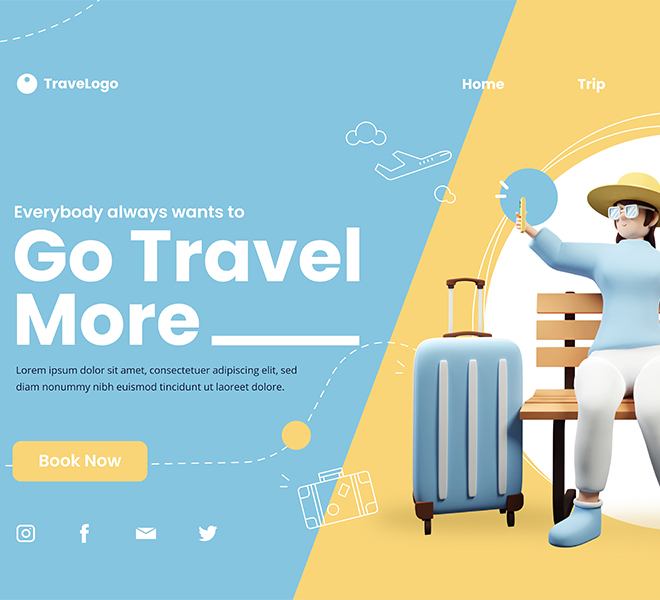 TraveLogo
Home Trip
Everybody always wants to
Go Travel
More
Lorem ipsum dolor sit amet, consectetuer adipiscing elit, sed
diam nonummy nibh euismod tincidunt ut laoreet dolore.
Book Now